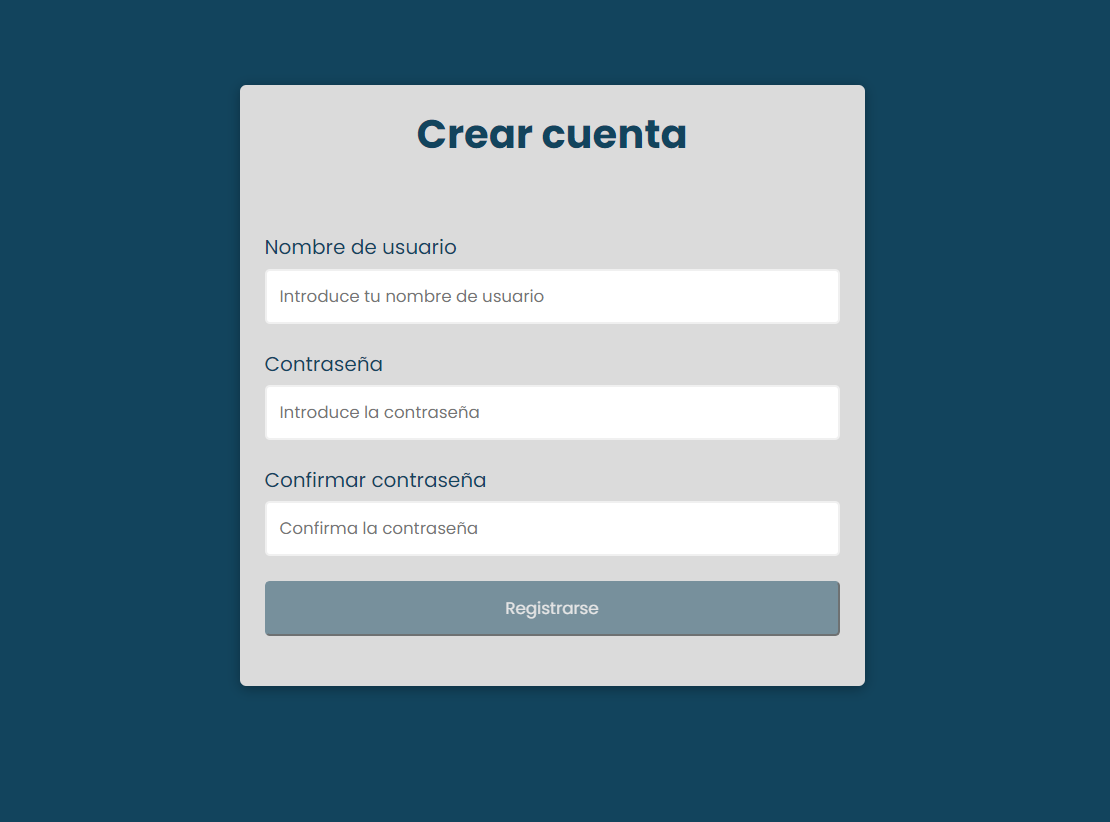 Crear cuenta
Nombre de usuario
Introduce tu nombre de usuario
Contraseña
Introduce la contraseña
Confirmar contraseña
Confirma la contraseña
Registrarse